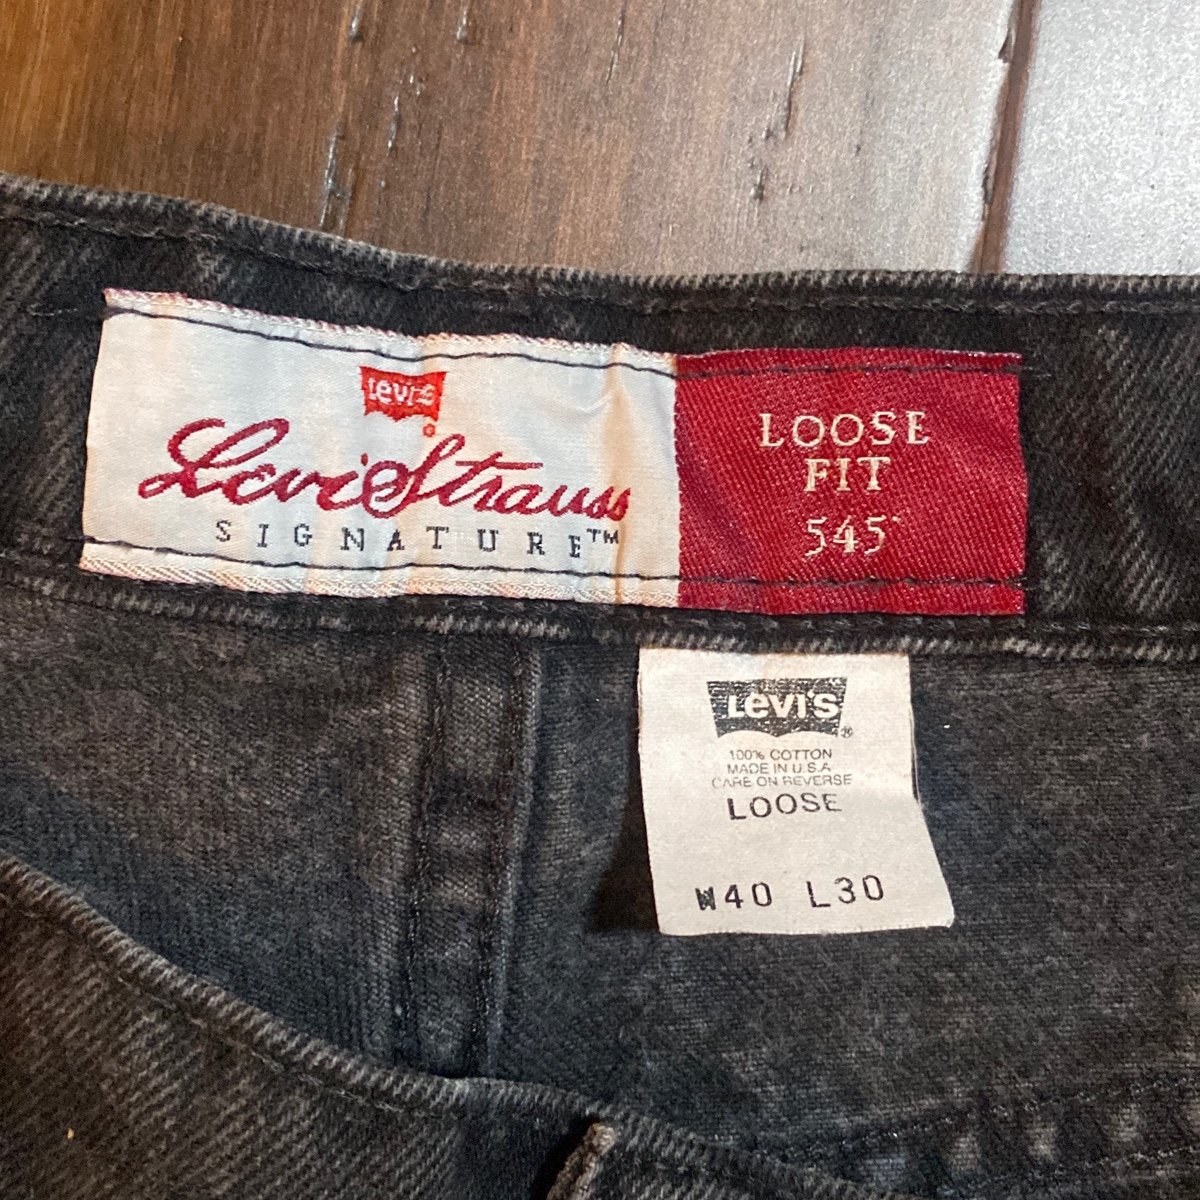 Levi's
Levi Strauss
SIGNATURE™
LOOSE
FIT
545
Levi's®
100% COTTON
MADE IN U.S.A
CARE ON REVERSE
LOOSE
W40 L30